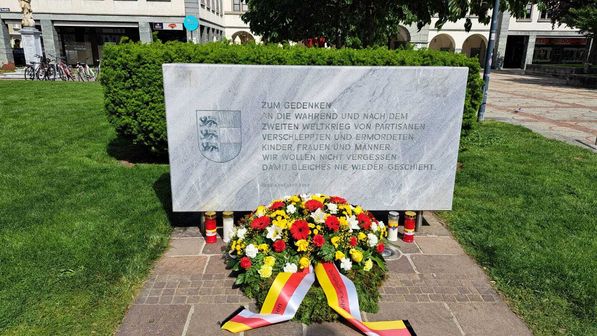 ZUM GEDENKEN
AN DIE WÄHREND UND NACH DEM
ZWEITEN WELTKRIEG VON PARTISANEN
VERSCHLEPPTEN UND ERMORDETEN
KINDER, FRAUEN UND MÄNNER.
WIR WOLLEN NICHT VERGESSEN
DAMIT GLEICHES NIE WIEDER GESCHIEHT.